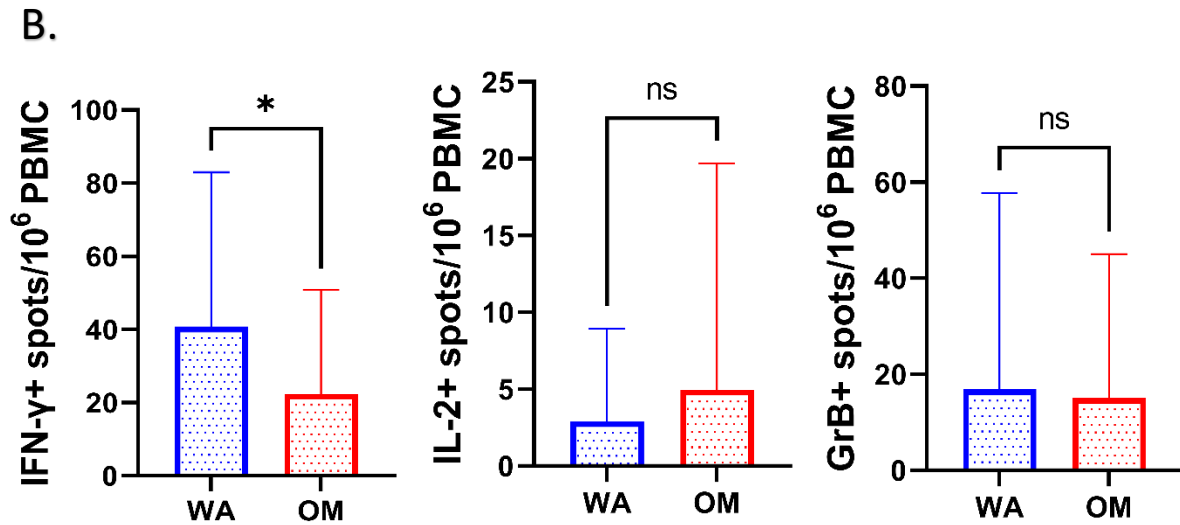 B.
IFN-γ+ spots/10⁶ PBMC
100
80
60
40
20
0
*
WA OM
IL-2+ spots/10⁶ PBMC
25
20
15
10
5
0
ns
WA OM
GrB+ spots/10⁶ PBMC
80
60
40
20
0
ns
WA OM